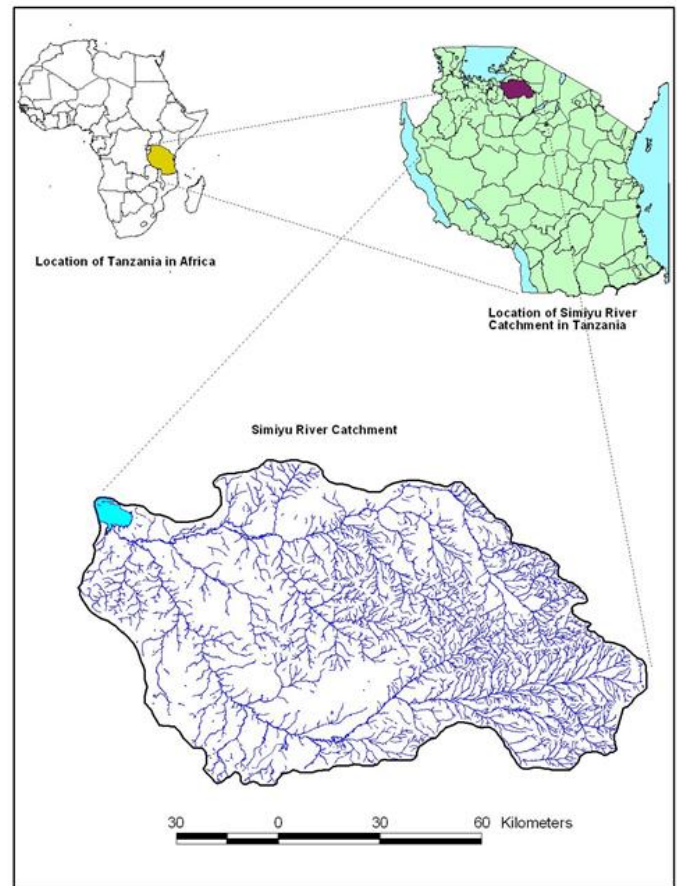 Location of Tanzania in Africa
Location of Simiyu River
Catchment in Tanzania
Simiyu River Catchment
30 0 30 60 Kilometers